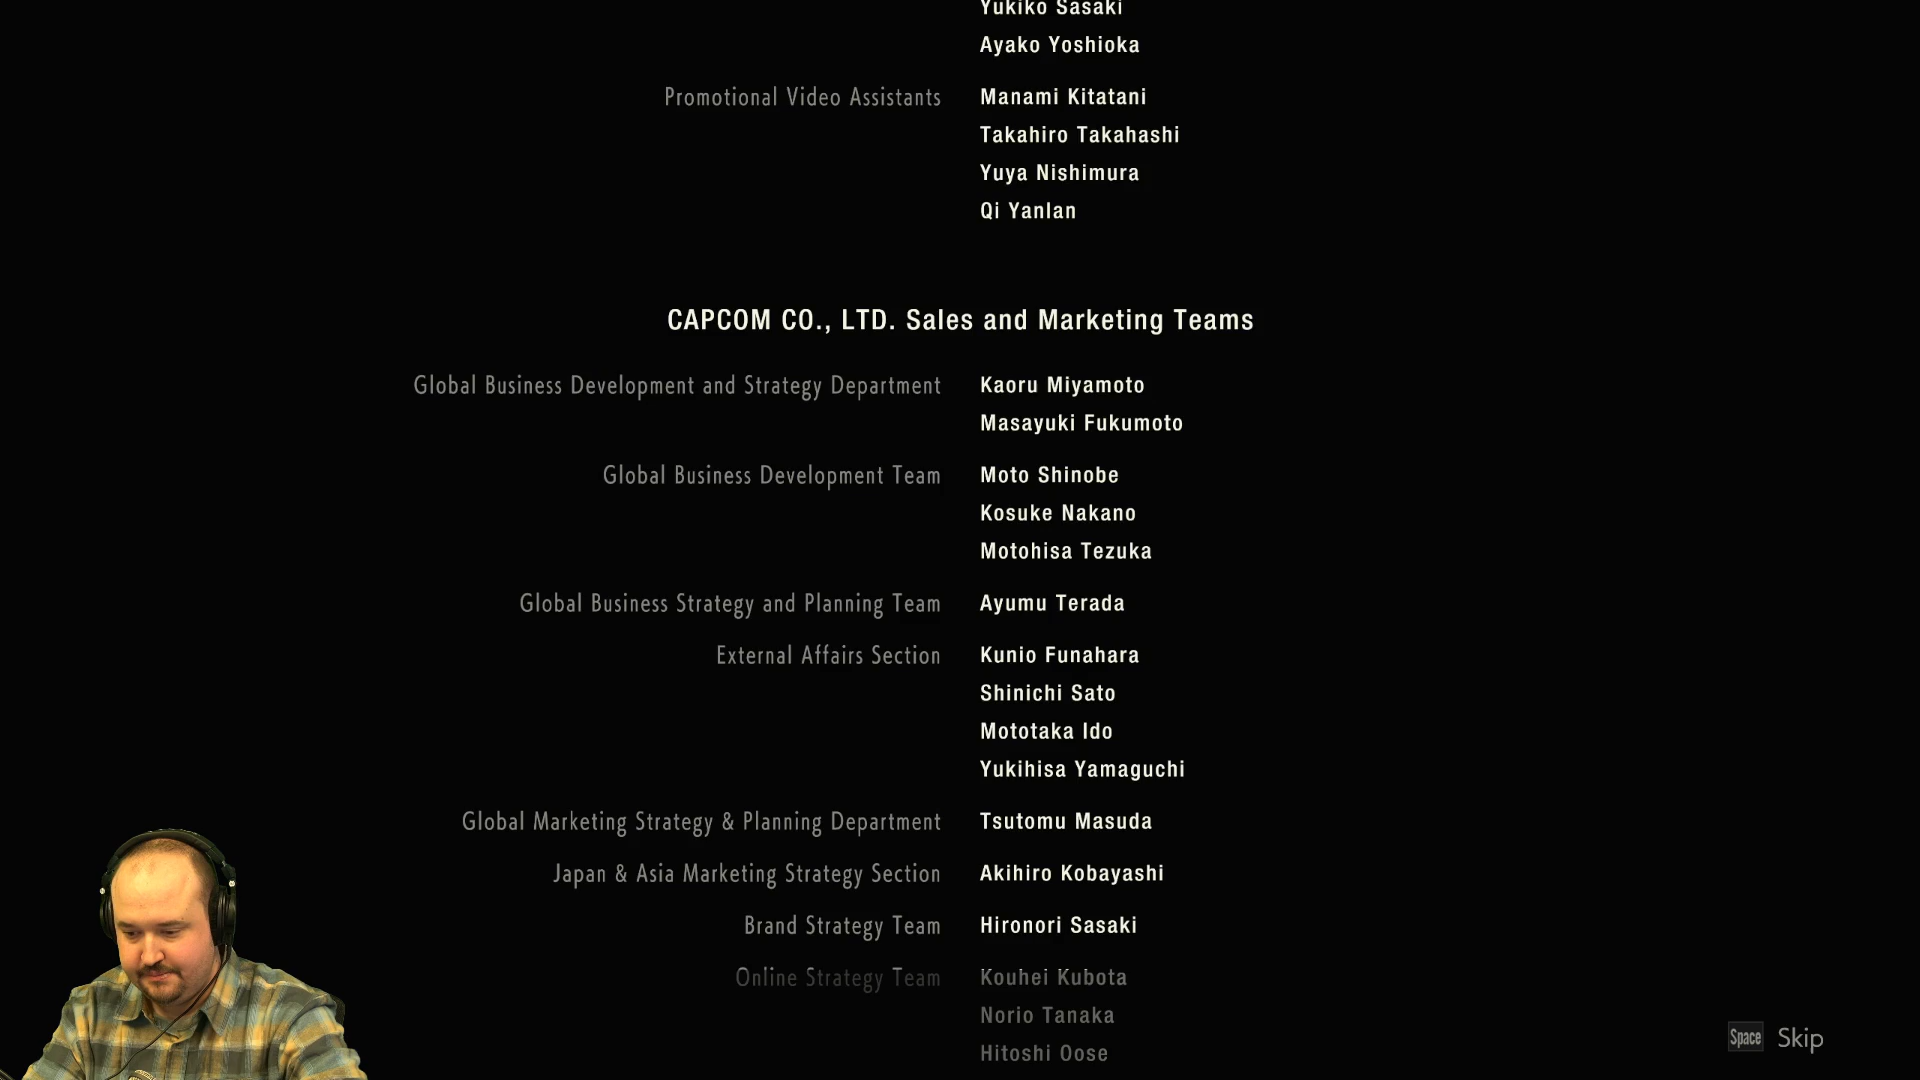 Yukiko Sasaki
Ayako Yoshioka
Promotional Video Assistants Manami Kitatani
Takahiro Takahashi
Yuya Nishimura
Qi Yanlan
CAPCOM CO., LTD. Sales and Marketing Teams
Global Business Development and Strategy Department Kaoru Miyamoto
Masayuki Fukumoto
Global Business Development Team Moto Shinobe
Kosuke Nakano
Motohisa Tezuka
Global Business Strategy and Planning Team Ayumu Terada
External Affairs Section Kunio Funahara
Shinichi Sato
Mototaka Ido
Yukihisa Yamaguchi
Global Marketing Strategy & Planning Department Tsutomu Masuda
Japan & Asia Marketing Strategy Section Akihiro Kobayashi
Brand Strategy Team Hironori Sasaki
Online Strategy Team Kouhei Kubota
Norio Tanaka
Hitoshi Oose
Space Skip